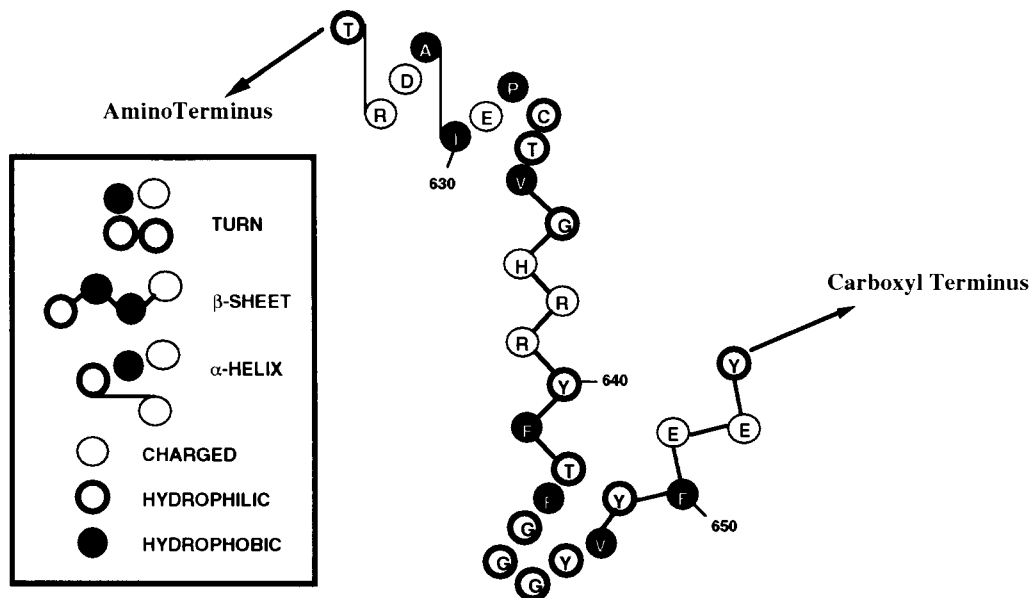 T
A
D
R
E
P
I
630
C
T
V
G
H
R
R
Y
640
F
T
G
G
G
Y
V
Y
F
650
E
E
Y
AminoTerminus
Carboxyl Terminus
TURN
β-SHEET
α-HELIX
CHARGED
HYDROPHILIC
HYDROPHOBIC